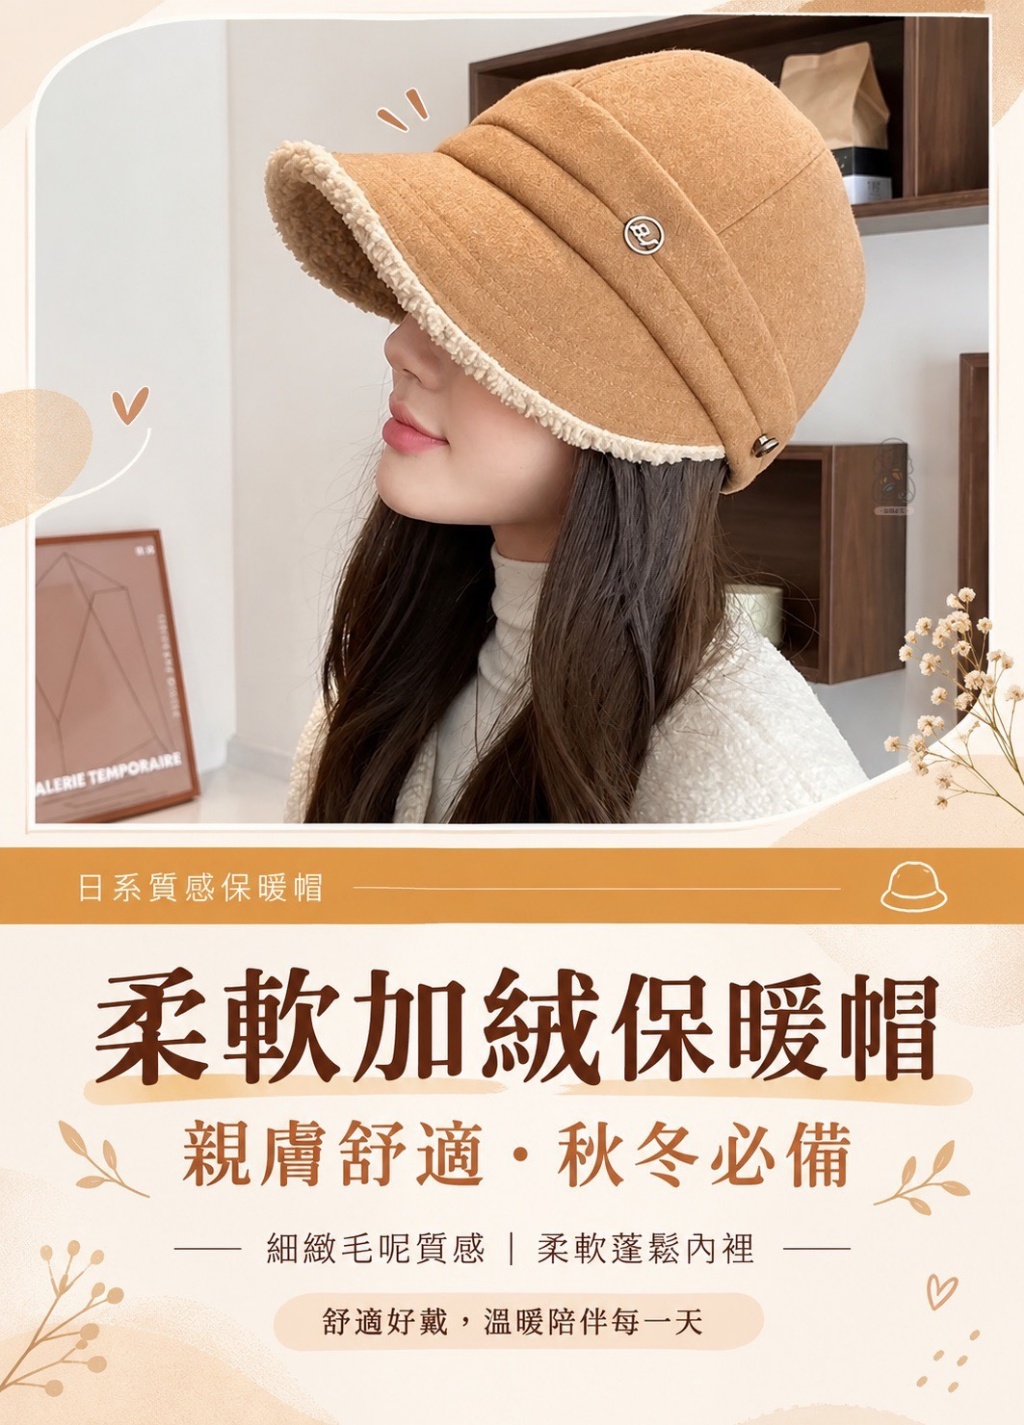 BJ
ALERIE TEMPORAIRE
日系質感保暖帽
柔軟加絨保暖帽
親膚舒適・秋冬必備
細緻毛呢質感｜柔軟蓬鬆內裡
舒適好戴，溫暖陪伴每一天